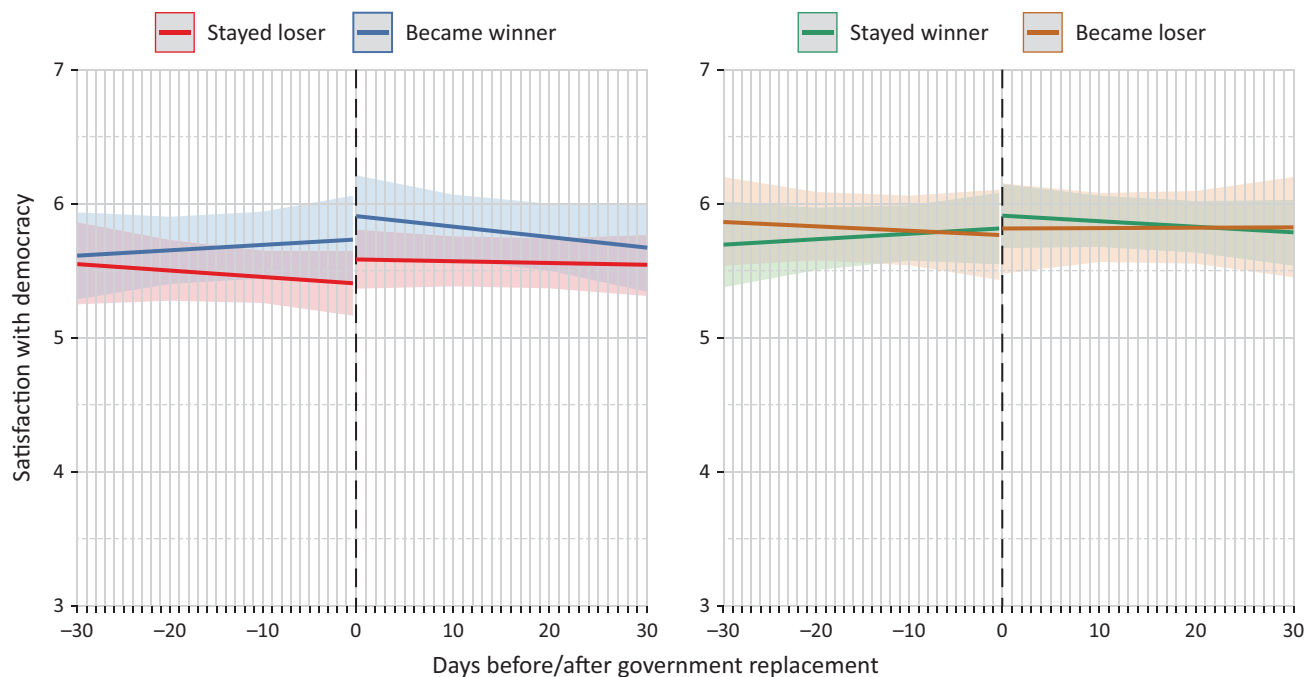 Stayed loser Became winner Stayed winner Became loser
7 7
6 6
5 5
4 4
3 3
–30 –20 –10 0 10 20 30 –30 –20 –10 0 10 20 30
Satisfaction with democracy
Days before/after government replacement